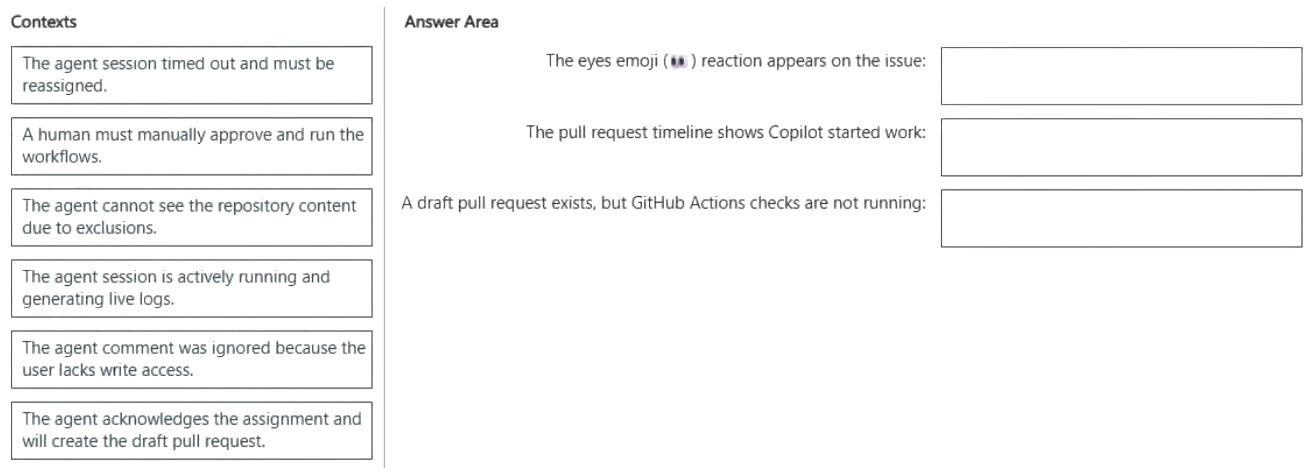 Contexts
The agent session timed out and must be
reassigned.
A human must manually approve and run the
workflows.
The agent cannot see the repository content
due to exclusions.
The agent session is actively running and
generating live logs.
The agent comment was ignored because the
user lacks write access.
The agent acknowledges the assignment and
will create the draft pull request.
Answer Area
The eyes emoji (👀) reaction appears on the issue:
The pull request timeline shows Copilot started work:
A draft pull request exists, but GitHub Actions checks are not running: